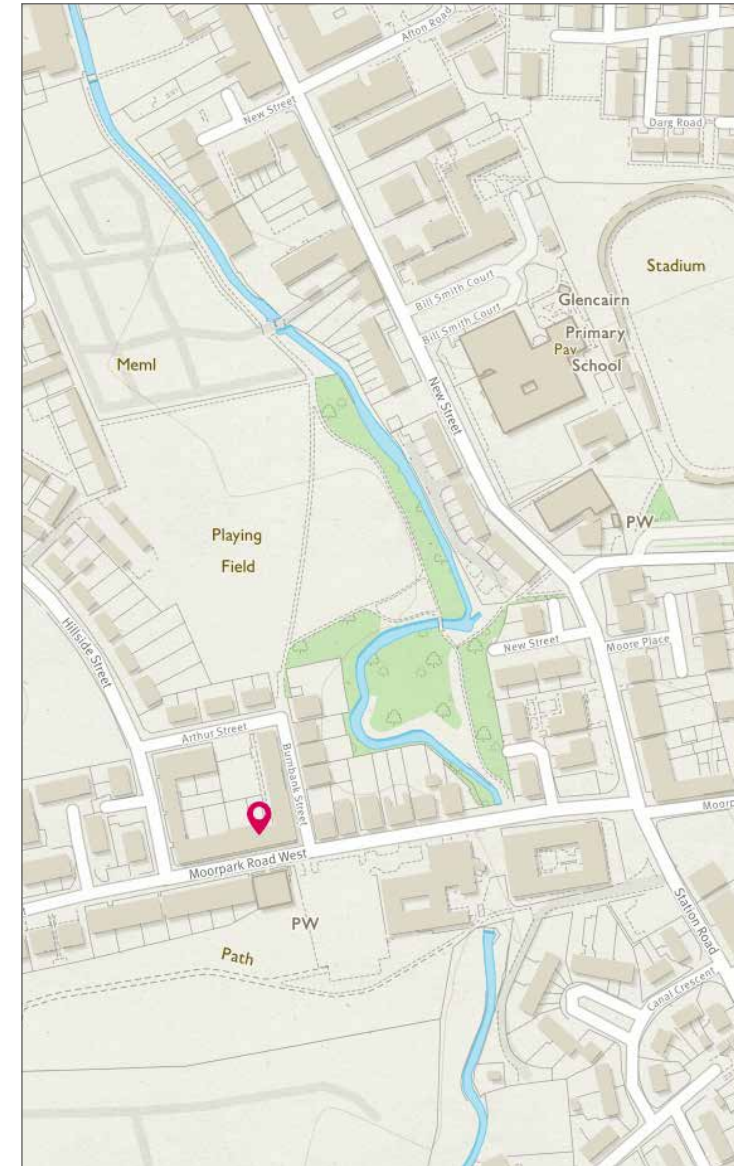 Afton Road
New Street
Darg Road
Stadium
Bill Smith Court
Bill Smith Court
Glencairn
Primary
Pav
School
Meml
New Street
PW
Playing
Field
Hillside Street
New Street
Moore Place
Arthur Street
Burnbank Street
Moorp
Moorpark Road West
Station Road
PW
Path
Canal Crescent